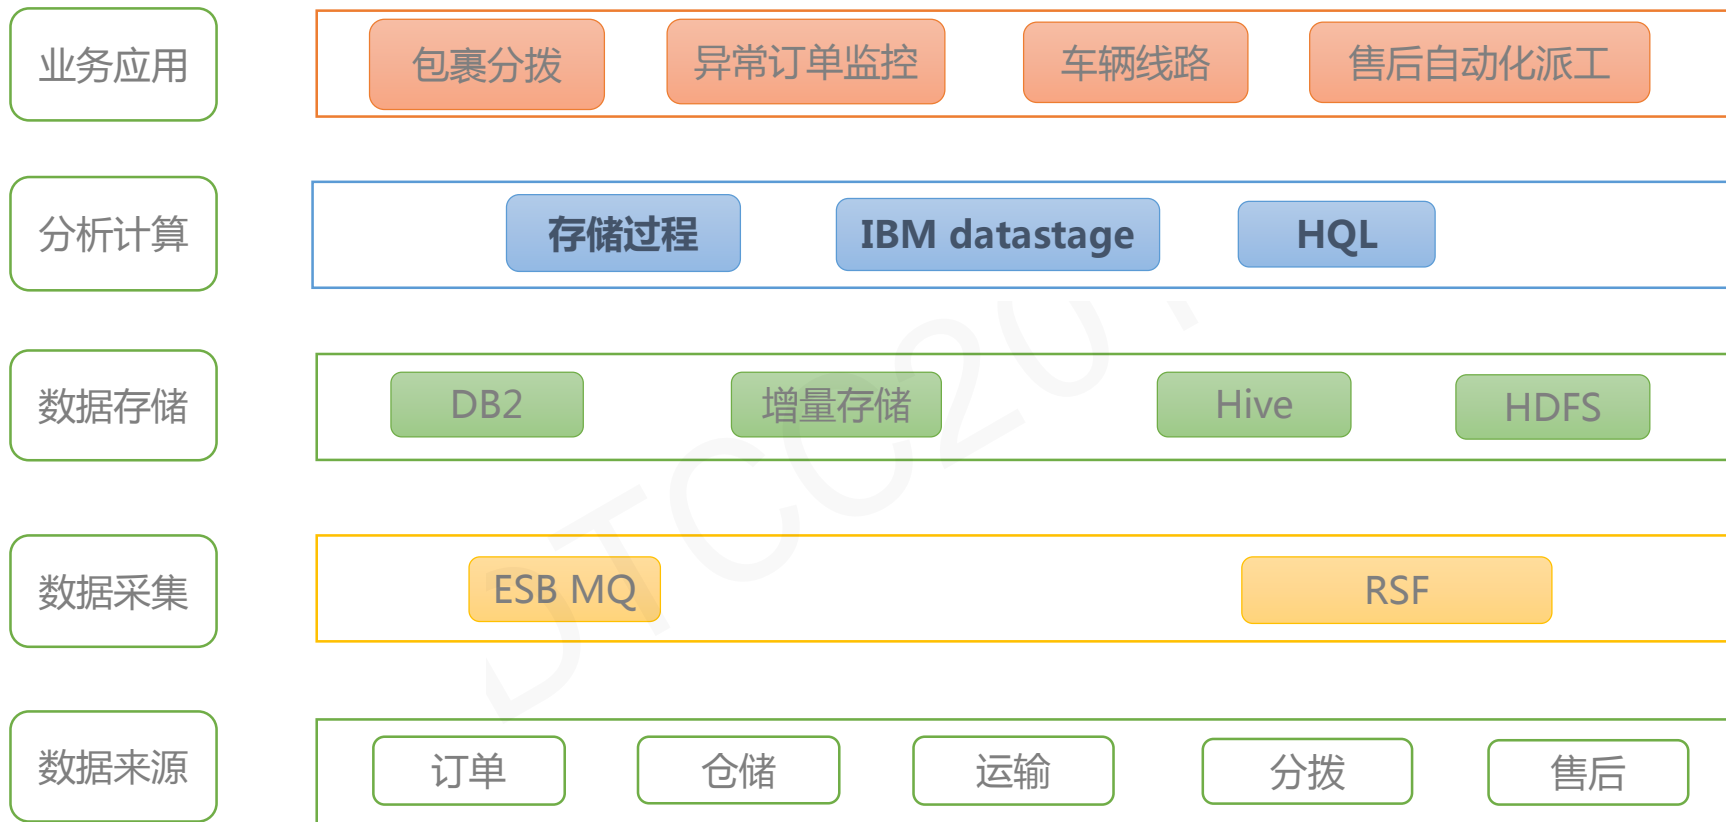 业务应用
包裹分拨
异常订单监控
车辆线路
售后自动化派工
分析计算
存储过程
IBM datastage
HQL
数据存储
DB2
增量存储
Hive
HDFS
数据采集
ESB MQ
RSF
数据来源
订单
仓储
运输
分拨
售后
DTCC201